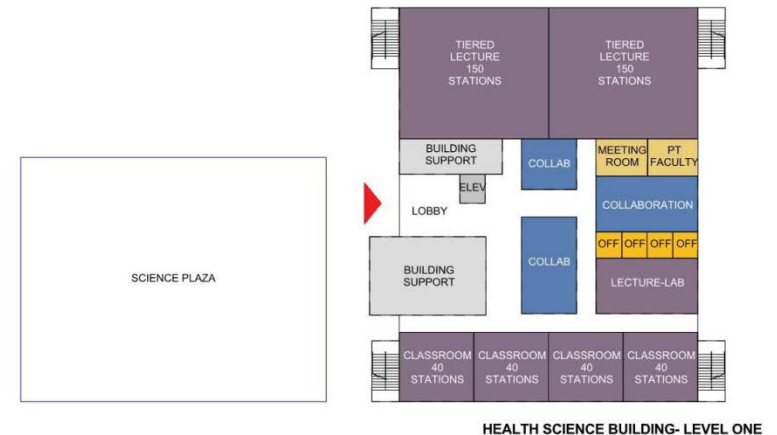 TIERED
LECTURE
150
STATIONS
TIERED
LECTURE
150
STATIONS
BUILDING
SUPPORT
COLLAB
MEETING
ROOM
PT
FACULTY
ELEV
LOBBY
COLLABORATION
OFF
OFF
OFF
OFF
SCIENCE PLAZA
BUILDING
SUPPORT
COLLAB
LECTURE-LAB
CLASSROOM
40
STATIONS
CLASSROOM
40
STATIONS
CLASSROOM
40
STATIONS
CLASSROOM
40
STATIONS
HEALTH SCIENCE BUILDING- LEVEL ONE